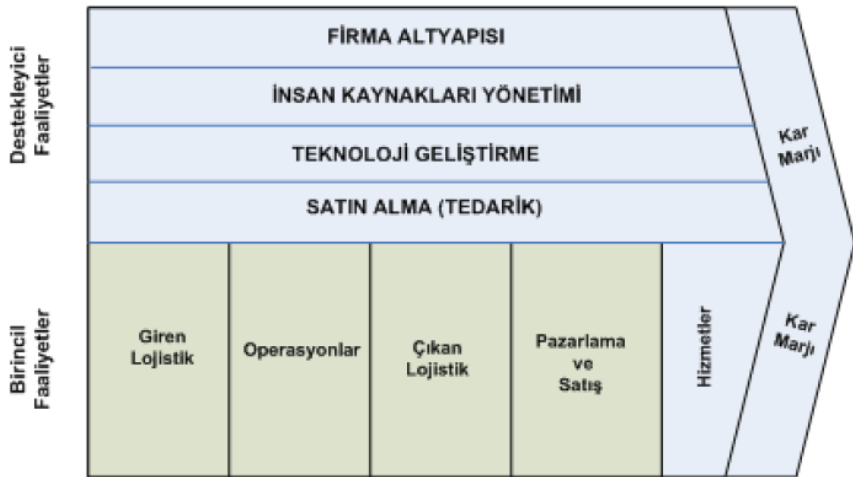 Destekleyici
Faaliyetler
FİRMA ALTYAPISI
İNSAN KAYNAKLARI YÖNETİMİ
TEKNOLOJİ GELİŞTİRME
SATIN ALMA (TEDARİK)
Kar
Marjı
Birincil
Faaliyetler
Giren
Lojistik
Operasyonlar
Çıkan
Lojistik
Pazarlama
ve
Satış
Hizmetler
Kar
Marjı